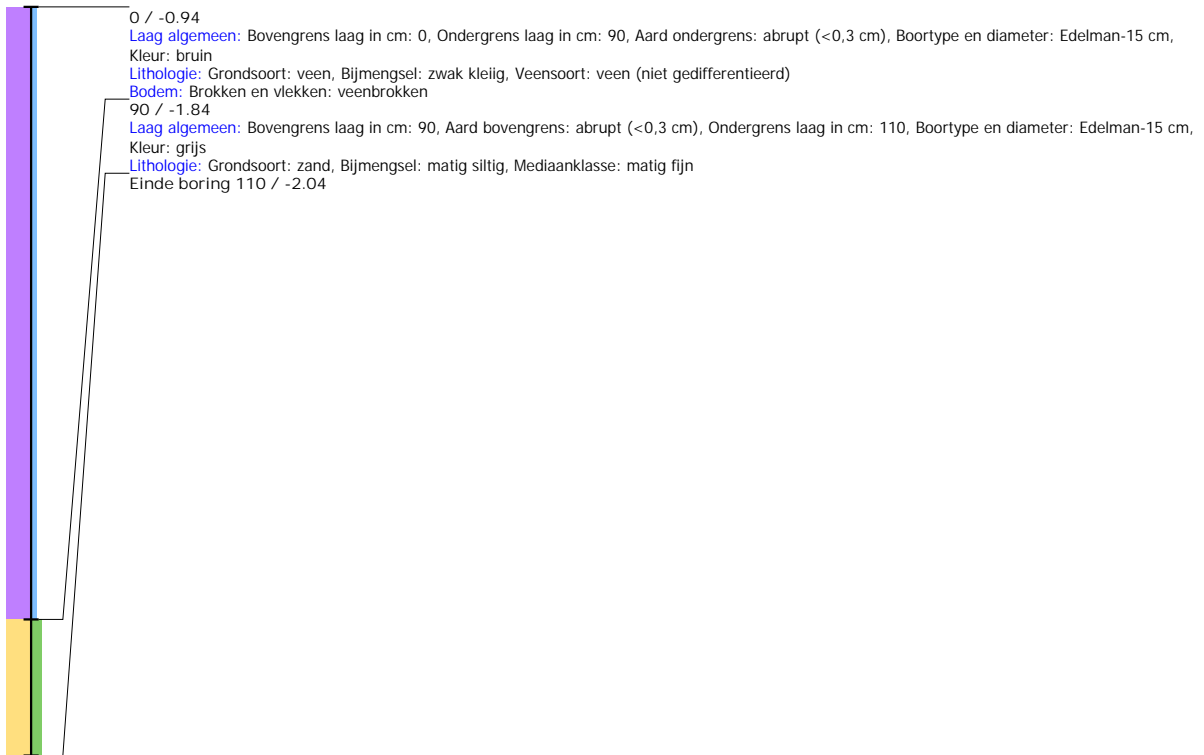 0 / -0.94
Laag algemeen: Bovengrens laag in cm: 0, Ondergrens laag in cm: 90, Aard ondergrens: abrupt (<0,3 cm), Boortype en diameter: Edelman-15 cm,
Kleur: bruin
Lithologie: Grondsoort: veen, Bijmengsel: zwak kleiig, Veensoort: veen (niet gedifferentieerd)
Bodem: Brokken en vlekken: veenbrokken
90 / -1.84
Laag algemeen: Bovengrens laag in cm: 90, Aard bovengrens: abrupt (<0,3 cm), Ondergrens laag in cm: 110, Boortype en diameter: Edelman-15 cm,
Kleur: grijs
Lithologie: Grondsoort: zand, Bijmengsel: matig siltig, Mediaanklasse: matig fijn
Einde boring 110 / -2.04